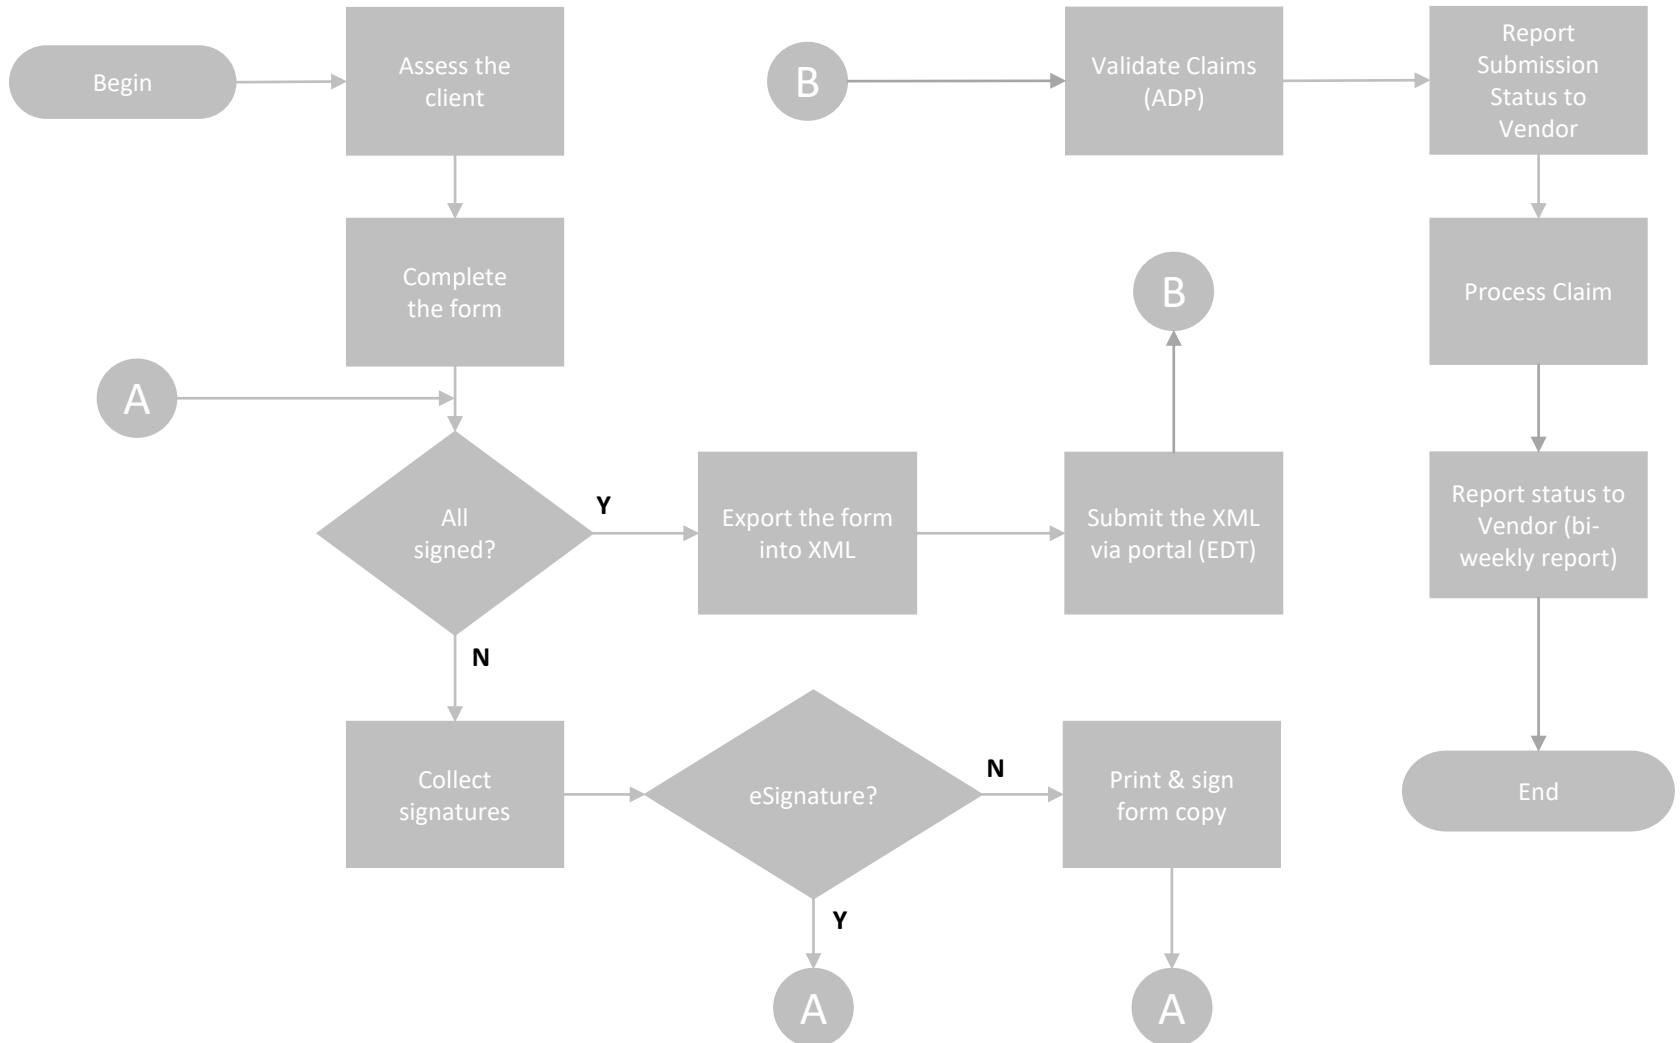 Begin
Assess the
client
Complete
the form
A
All
signed?
Y
Export the form
into XML
Submit the XML
via portal (EDT)
B
N
Collect
signatures
eSignature?
N
Print & sign
form copy
Y
A
A
B
Validate Claims
(ADP)
Report
Submission
Status to
Vendor
Process Claim
Report status to
Vendor (bi-
weekly report)
End